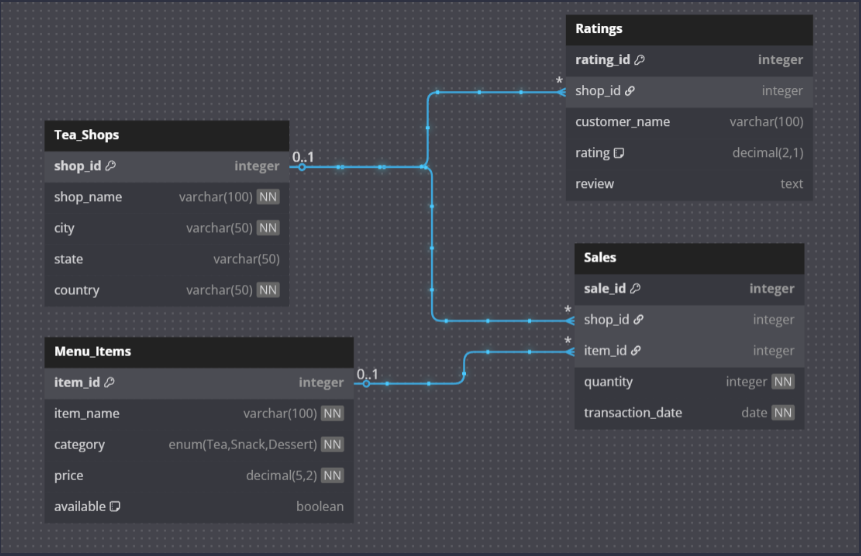 Ratings
rating_id integer
shop_id integer
customer_name varchar(100)
rating decimal(2,1)
review text
*
Tea_Shops
shop_id integer
shop_name varchar(100) NN
city varchar(50) NN
state varchar(50)
country varchar(50) NN
0..1
Sales
sale_id integer
* shop_id integer
* item_id integer
quantity integer NN
transaction_date date NN
Menu_Items
item_id integer
item_name varchar(100) NN
category enum(Tea,Snack,Dessert) NN
price decimal(5,2) NN
available boolean
0..1